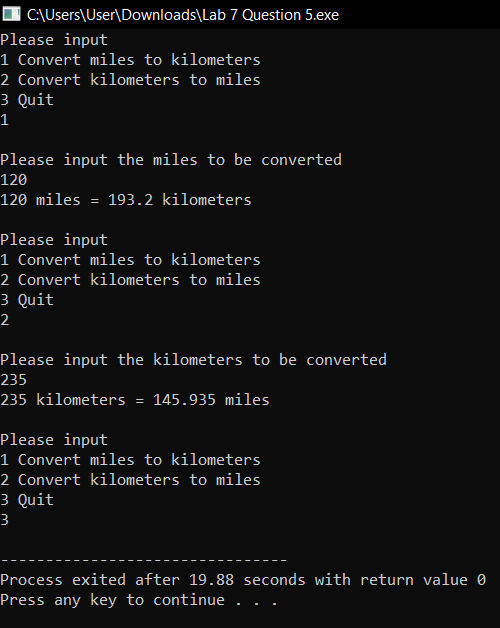 C:\Users\User\Downloads\Lab 7 Question 5.exe
Please input
1 Convert miles to kilometers
2 Convert kilometers to miles
3 Quit
1
Please input the miles to be converted
120
120 miles = 193.2 kilometers
Please input
1 Convert miles to kilometers
2 Convert kilometers to miles
3 Quit
2
Please input the kilometers to be converted
235
235 kilometers = 145.935 miles
Please input
1 Convert miles to kilometers
2 Convert kilometers to miles
3 Quit
3
--------------------------------
Process exited after 19.88 seconds with return value 0
Press any key to continue . . .